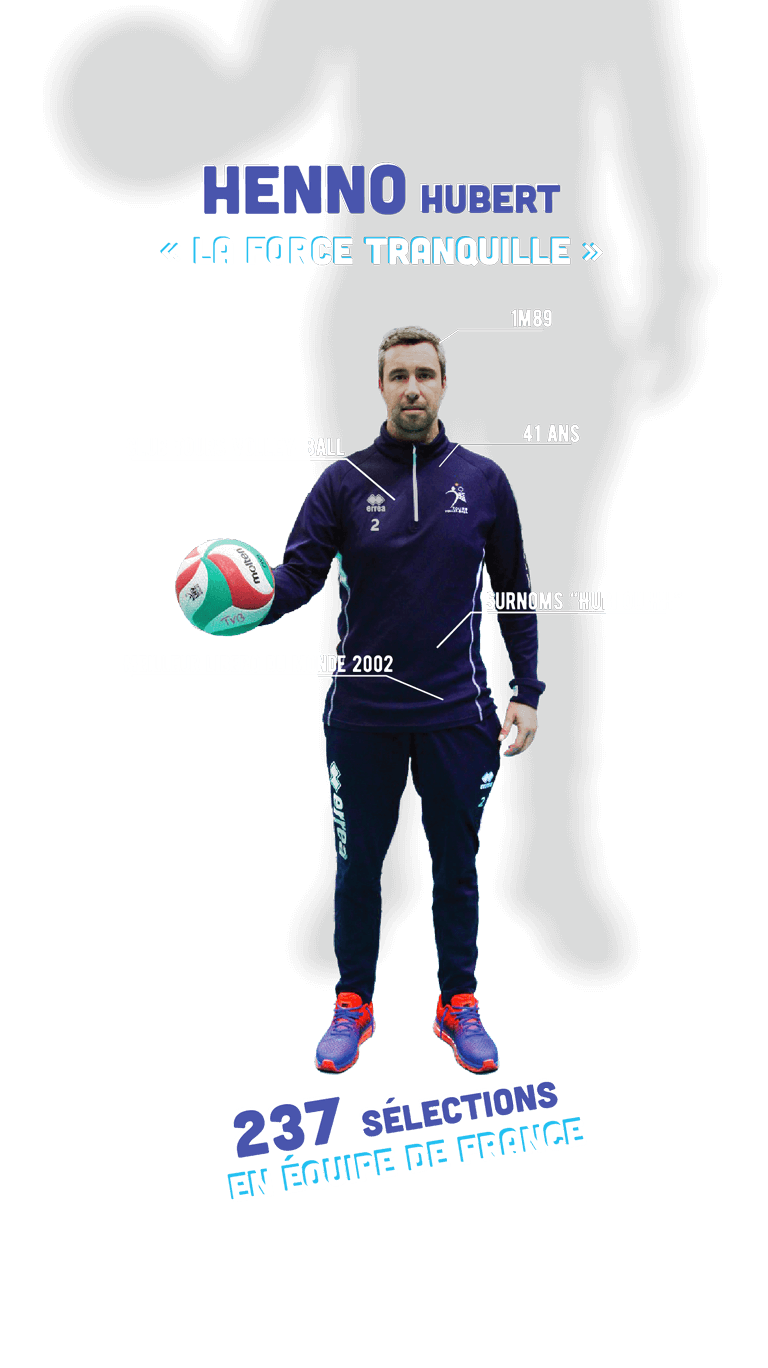 HENNO HUBERT
« LA FORCE TRANQUILLE »
1M89
41 ANS
BALL
errea
2
molten
TVB
SURNOMS "HU
NDE 2002
errea
errea
2
237 SÉLECTIONS
EN ÉQUIPE DE FRANCE